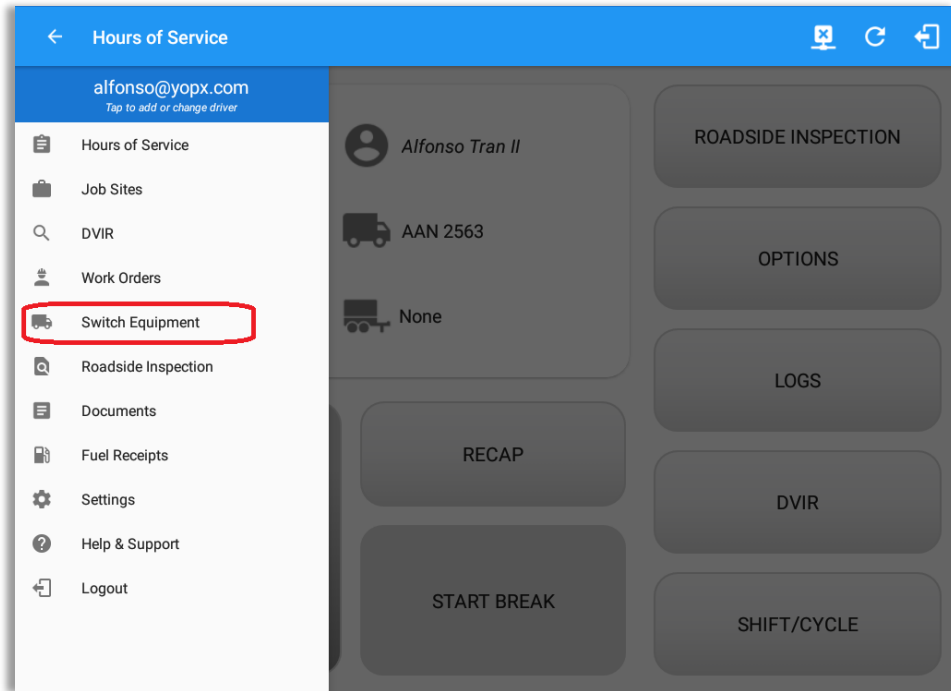 Hours of Service
alfonso@yopx.com
Tap to add or change driver
Hours of Service
Job Sites
DVIR
Work Orders
Switch Equipment
Roadside Inspection
Documents
Fuel Receipts
Settings
Help & Support
Logout
Alfonso Tran II
AAN 2563
None
RECAP
START BREAK
ROADSIDE INSPECTION
OPTIONS
LOGS
DVIR
SHIFT/CYCLE